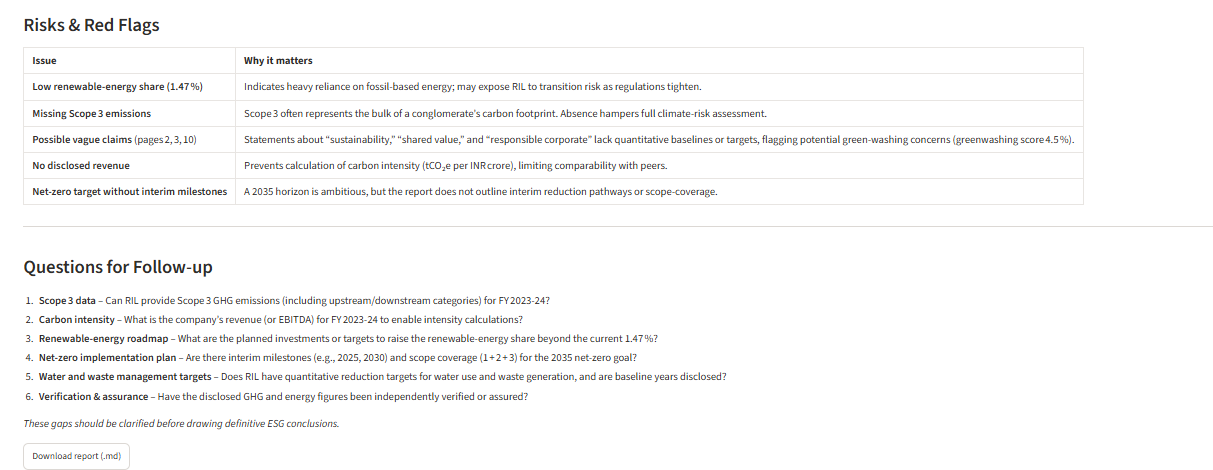 Risks & Red Flags
Issue Why it matters
Low renewable-energy share (1.47%) Indicates heavy reliance on fossil-based energy; may expose RIL to transition risk as regulations tighten.
Missing Scope 3 emissions Scope 3 often represents the bulk of a conglomerate's carbon footprint. Absence hampers full climate-risk assessment.
Possible vague claims (pages 2, 3, 10) Statements about “sustainability,” “shared value,” and “responsible corporate” lack quantitative baselines or targets, flagging potential green-washing concerns (greenwashing score 4.5%).
No disclosed revenue Prevents calculation of carbon intensity (tCO₂e per INR crore), limiting comparability with peers.
Net-zero target without interim milestones A 2035 horizon is ambitious, but the report does not outline interim reduction pathways or scope-coverage.
Questions for Follow-up
1. Scope 3 data – Can RIL provide Scope 3 GHG emissions (including upstream/downstream categories) for FY 2023-24?
2. Carbon intensity – What is the company's revenue (or EBITDA) for FY 2023-24 to enable intensity calculations?
3. Renewable-energy roadmap – What are the planned investments or targets to raise the renewable-energy share beyond the current 1.47%?
4. Net-zero implementation plan – Are there interim milestones (e.g., 2025, 2030) and scope coverage (1+2+3) for the 2035 net-zero goal?
5. Water and waste management targets – Does RIL have quantitative reduction targets for water use and waste generation, and are baseline years disclosed?
6. Verification & assurance – Have the disclosed GHG and energy figures been independently verified or assured?
These gaps should be clarified before drawing definitive ESG conclusions.
Download report (.md)